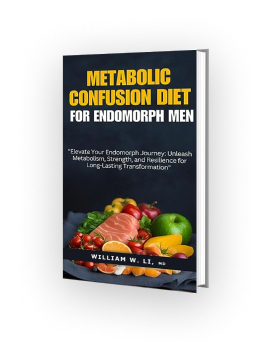 METABOLIC
CONFUSION DIET
FOR ENDOMORPH MEN
"Elevate Your Endomorph Journey: Unleash
Metabolism, Strength, and Resilience for
Long-Lasting Transformation"
WILLIAM W. LI, MD